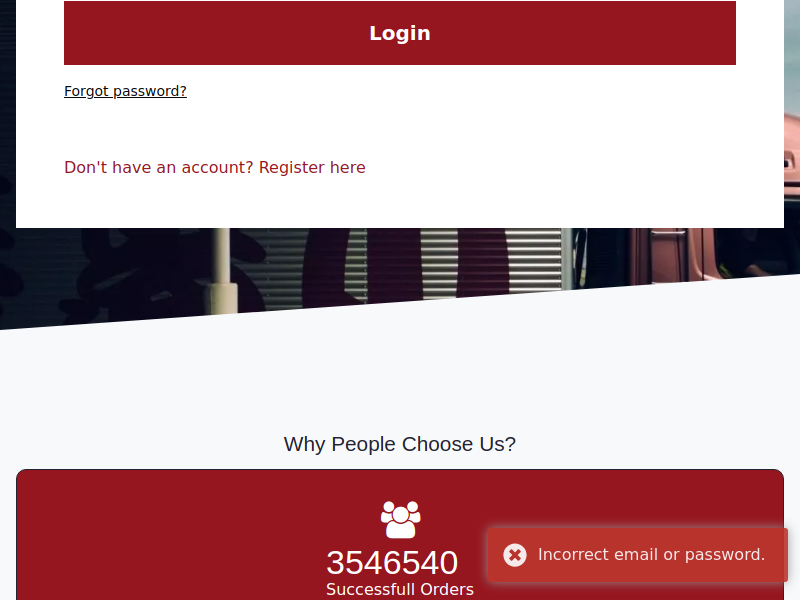 Login
Forgot password?
Don't have an account? Register here
Why People Choose Us?
3546540
Successfull Orders
Incorrect email or password.